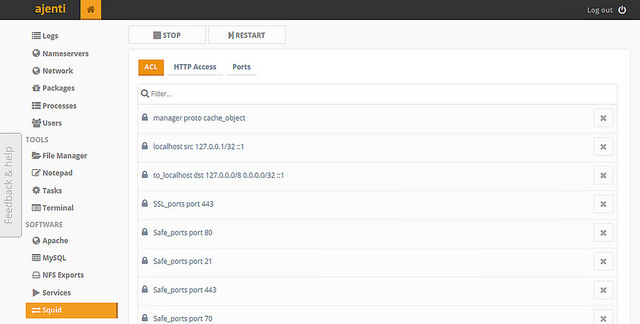 ajenti
Log out
Logs
Nameservers
Network
Packages
Processes
Users
TOOLS
File Manager
Notepad
Tasks
Terminal
SOFTWARE
Apache
MySQL
NFS Exports
Services
Squid
Feedback & help
STOP
RESTART
ACL
HTTP Access
Ports
Filter...
manager proto cache_object
localhost src 127.0.0.1/32 ::1
to_localhost dst 127.0.0.0/8 0.0.0.0/32 ::1
SSL_ports port 443
Safe_ports port 80
Safe_ports port 21
Safe_ports port 443
Safe_ports port 70